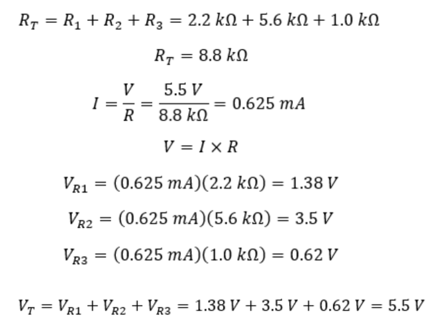 R_T = R_1 + R_2 + R_3 = 2.2 kΩ + 5.6 kΩ + 1.0 kΩ
R_T = 8.8 kΩ
I = V/R = 5.5 V/8.8 kΩ = 0.625 mA
V = I × R
V_R1 = (0.625 mA)(2.2 kΩ) = 1.38 V
V_R2 = (0.625 mA)(5.6 kΩ) = 3.5 V
V_R3 = (0.625 mA)(1.0 kΩ) = 0.62 V
V_T = V_R1 + V_R2 + V_R3 = 1.38 V + 3.5 V + 0.62 V = 5.5 V